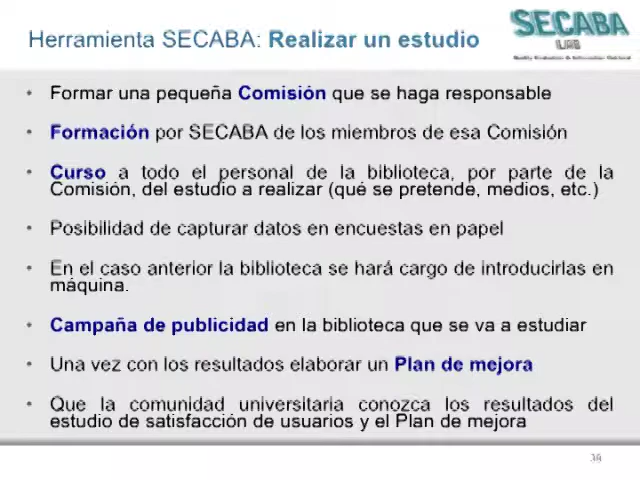 Herramienta SECABA: Realizar un estudio
SECABA
LAB
Quality Evaluation & Information Retrieval
• Formar una pequeña Comisión que se haga responsable
• Formación por SECABA de los miembros de esa Comisión
• Curso a todo el personal de la biblioteca, por parte de la
Comisión, del estudio a realizar (qué se pretende, medios, etc.)
• Posibilidad de capturar datos en encuestas en papel
• En el caso anterior la biblioteca se hará cargo de introducirlas en
máquina.
• Campaña de publicidad en la biblioteca que se va a estudiar
• Una vez con los resultados elaborar un Plan de mejora
• Que la comunidad universitaria conozca los resultados del
estudio de satisfacción de usuarios y el Plan de mejora